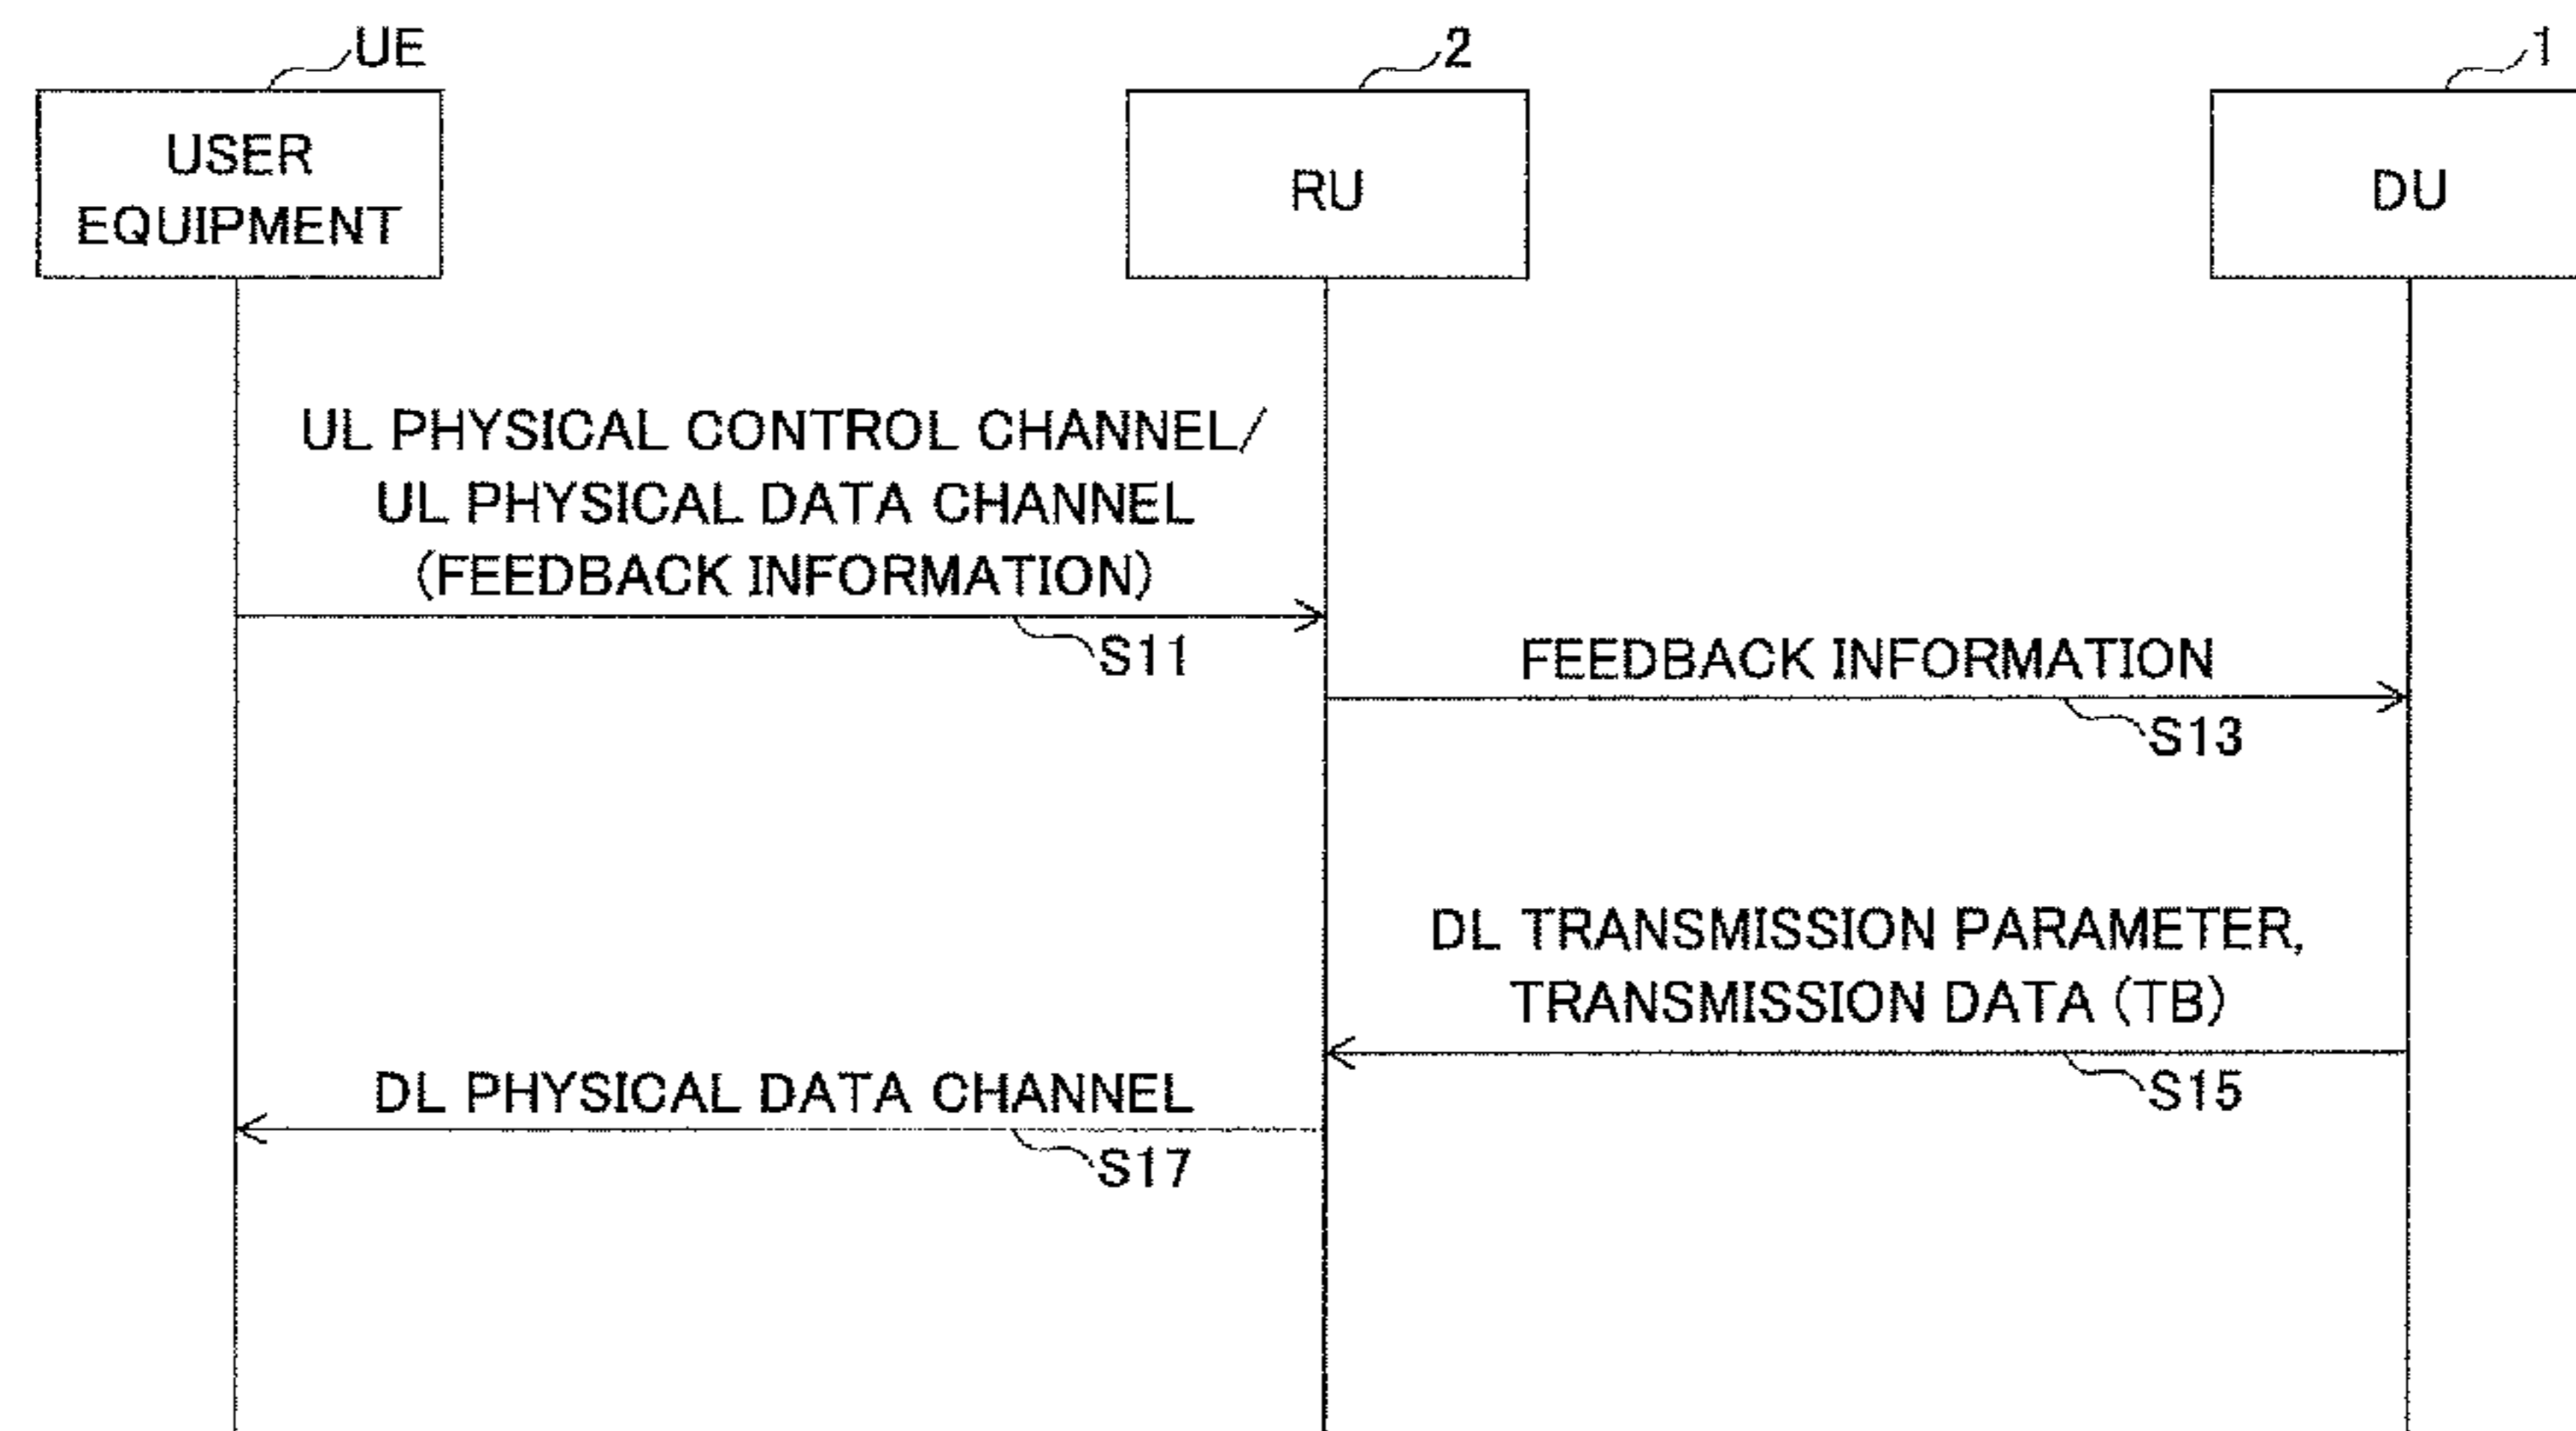 UE
2
1
USER
EQUIPMENT
RU
DU
UL PHYSICAL CONTROL CHANNEL/
UL PHYSICAL DATA CHANNEL
(FEEDBACK INFORMATION)
S11
FEEDBACK INFORMATION
S13
DL TRANSMISSION PARAMETER,
TRANSMISSION DATA (TB)
S15
DL PHYSICAL DATA CHANNEL
S17